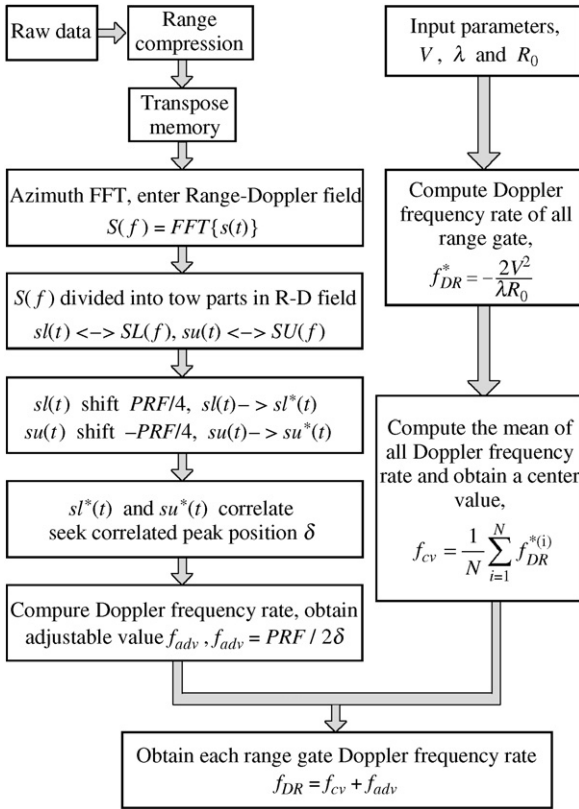 Raw data
Range
compression
Transpose
memory
Azimuth FFT, enter Range-Doppler field
S(f) = FFT{s(t)}
S(f) divided into tow parts in R-D field
sl(t) <−> SL(f), su(t) <−> SU(f)
sl(t) shift PRF/4, sl(t)− > sl*(t)
su(t) shift −PRF/4, su(t)− > su*(t)
sl*(t) and su*(t) correlate
seek correlated peak position δ
Compure Doppler frequency rate, obtain
adjustable value f_adv , f_adv = PRF / 2δ
Input parameters,
V , λ and R_0
Compute Doppler
frequency rate of all
range gate,
f*_DR = −2V²/λR_0
Compute the mean of
all Doppler frequency
rate and obtain a center
value,
f_cv = 1/N ∑_{i=1}^{N} f_DR^{*(i)}
Obtain each range gate Doppler frequency rate
f_DR = f_cv + f_adv